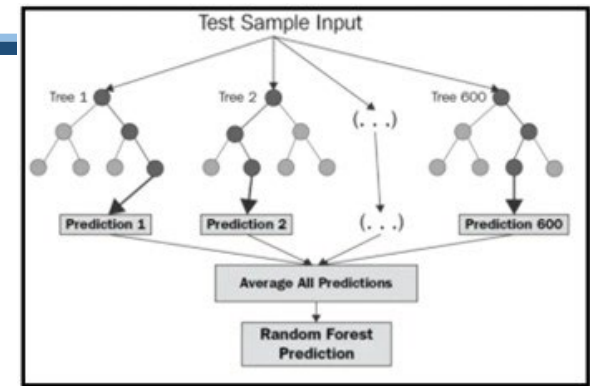 Test Sample Input
Tree 1
Tree 2
(. . .)
Tree 600
Prediction 1
Prediction 2
(. . .)
Prediction 600
Average All Predictions
Random Forest
Prediction